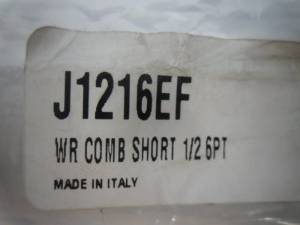 J1216EF
WR COMB SHORT 1/2 6PT
MADE IN ITALY